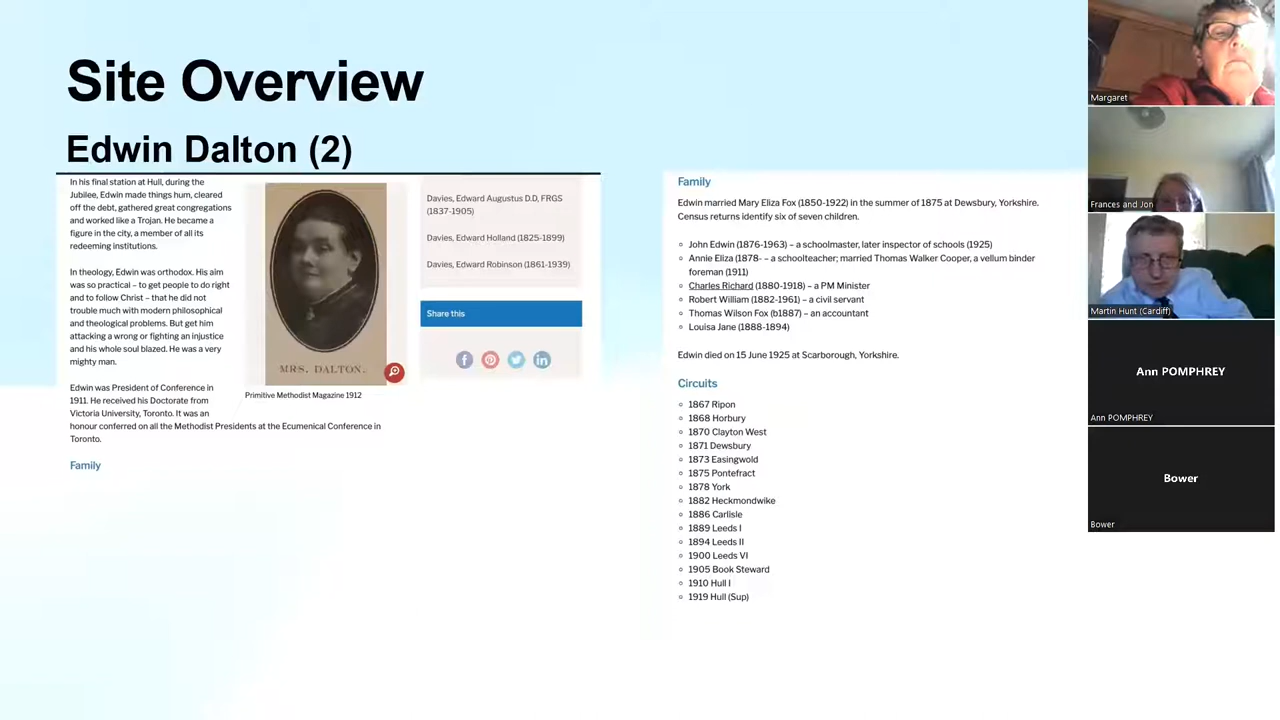 Site Overview
Edwin Dalton (2)
In his final station at Hull, during the
Jubilee, Edwin made things hum, cleared
off the debt, gathered great congregations
and worked like a Trojan. He became a
figure in the city, a member of all its
redeeming institutions.
In theology, Edwin was orthodox. His aim
was so practical – to get people to do right
and to follow Christ – that he did not
trouble much with modern philosophical
and theological problems. But get him
attacking a wrong or fighting an injustice
and his whole soul blazed. He was a very
mighty man.
Edwin was President of Conference in
1911. He received his Doctorate from
Victoria University, Toronto. It was an
honour conferred on all the Methodist Presidents at the Ecumenical Conference in
Toronto.
Family
MRS. DALTON.
Primitive Methodist Magazine 1912
Davies, Edward Augustus D.D, FRGS
(1837-1905)
Davies, Edward Holland (1825-1899)
Davies, Edward Robinson (1861-1939)
Share this
Family
Edwin married Mary Eliza Fox (1850-1922) in the summer of 1875 at Dewsbury, Yorkshire.
Census returns identify six of seven children.
John Edwin (1876-1963) – a schoolmaster, later inspector of schools (1925)
Annie Eliza (1878- – a schoolteacher; married Thomas Walker Cooper, a vellum binder
foreman (1911)
Charles Richard (1880-1918) – a PM Minister
Robert William (1882-1961) – a civil servant
Thomas Wilson Fox (b1887) – an accountant
Louisa Jane (1888-1894)
Edwin died on 15 June 1925 at Scarborough, Yorkshire.
Circuits
1867 Ripon
1868 Horbury
1870 Clayton West
1871 Dewsbury
1873 Easingwold
1875 Pontefract
1878 York
1882 Heckmondwike
1886 Carlisle
1889 Leeds I
1894 Leeds II
1900 Leeds VI
1905 Book Steward
1910 Hull I
1919 Hull (Sup)
Margaret
Frances and Jon
Martin Hunt (Cardiff)
Ann POMPHREY
Ann POMPHREY
Bower
Bower